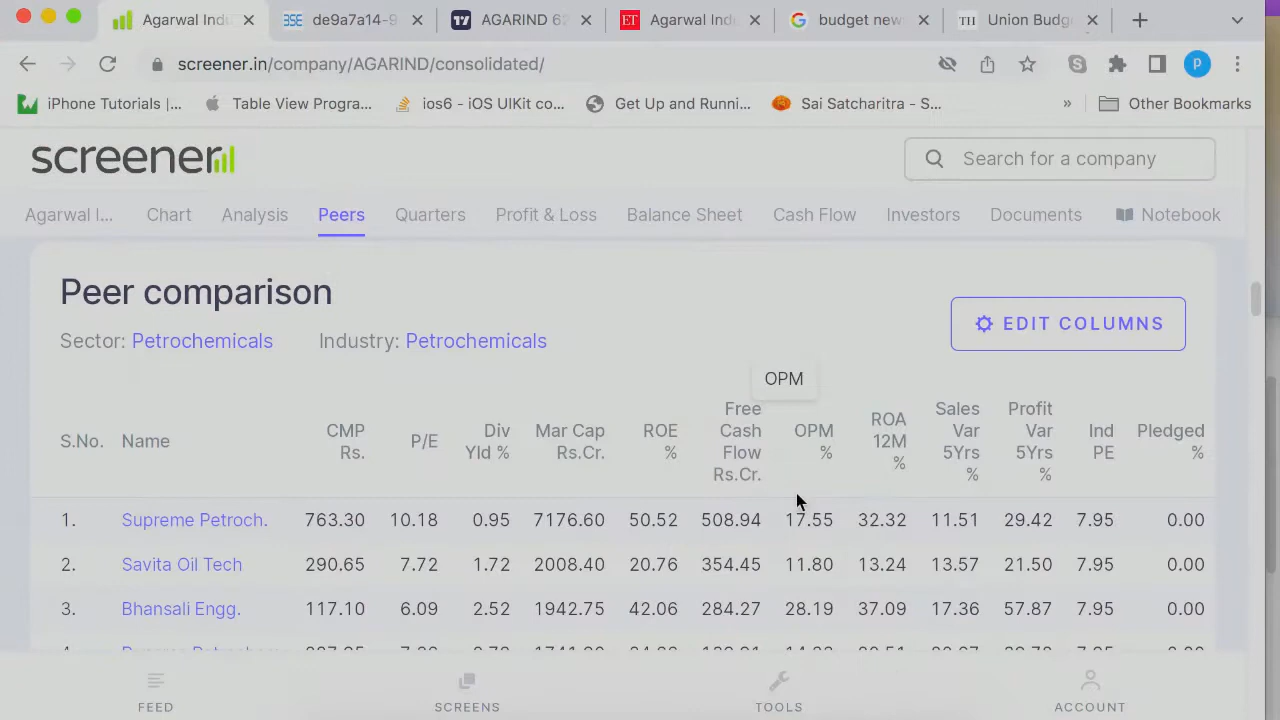 Agarwal Indu
de9a7a14-9
AGARIND 62
ET Agarwal Indu
budget news
TH Union Budg
screener.in/company/AGARIND/consolidated/
P
iPhone Tutorials |...
Table View Progra...
ios6 - iOS UIKit co...
Get Up and Runni...
Sai Satcharitra - S...
»
Other Bookmarks
screener
Search for a company
Agarwal I...
Chart
Analysis
Peers
Quarters
Profit & Loss
Balance Sheet
Cash Flow
Investors
Documents
Notebook
Peer comparison
EDIT COLUMNS
Sector: Petrochemicals Industry: Petrochemicals
OPM
S.No. Name CMP Rs. P/E Div Yld % Mar Cap Rs.Cr. ROE % Free Cash Flow Rs.Cr. OPM % ROA 12M % Sales Var 5Yrs % Profit Var 5Yrs % Ind PE Pledged %
1. Supreme Petroch. 763.30 10.18 0.95 7176.60 50.52 508.94 17.55 32.32 11.51 29.42 7.95 0.00
2. Savita Oil Tech 290.65 7.72 1.72 2008.40 20.76 354.45 11.80 13.24 13.57 21.50 7.95 0.00
3. Bhansali Engg. 117.10 6.09 2.52 1942.75 42.06 284.27 28.19 37.09 17.36 57.87 7.95 0.00
FEED
SCREENS
TOOLS
ACCOUNT